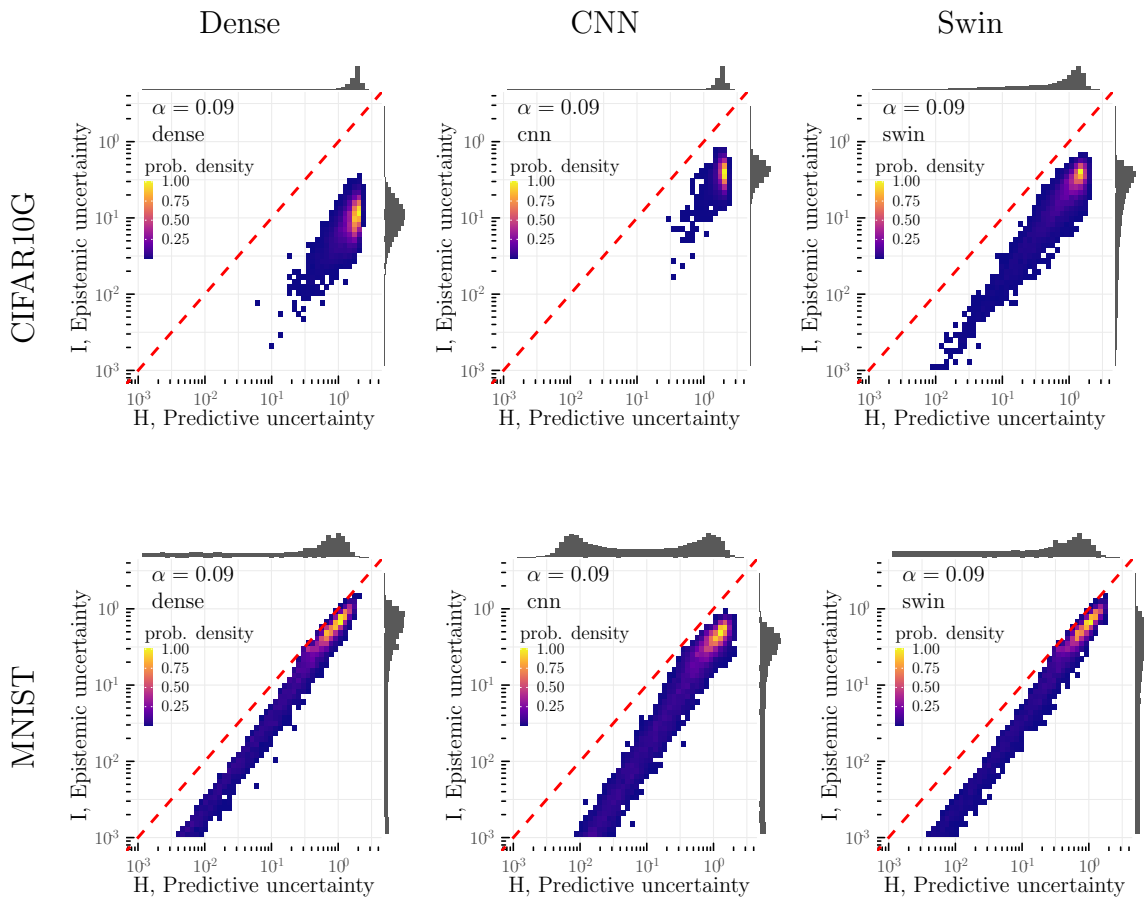 Dense
CNN
Swin
CIFAR10G
α = 0.09
dense
prob. density
1.00
0.75
0.50
0.25
I, Epistemic uncertainty
10^0
10^-1
10^-2
10^-3
10^-3
10^-2
10^-1
10^0
H, Predictive uncertainty
α = 0.09
cnn
prob. density
1.00
0.75
0.50
0.25
I, Epistemic uncertainty
10^0
10^-1
10^-2
10^-3
10^-3
10^-2
10^-1
10^0
H, Predictive uncertainty
α = 0.09
swin
prob. density
1.00
0.75
0.50
0.25
I, Epistemic uncertainty
10^0
10^-1
10^-2
10^-3
10^-3
10^-2
10^-1
10^0
H, Predictive uncertainty
MNIST
α = 0.09
dense
prob. density
1.00
0.75
0.50
0.25
I, Epistemic uncertainty
10^0
10^-1
10^-2
10^-3
10^-3
10^-2
10^-1
10^0
H, Predictive uncertainty
α = 0.09
cnn
prob. density
1.00
0.75
0.50
0.25
I, Epistemic uncertainty
10^0
10^-1
10^-2
10^-3
10^-3
10^-2
10^-1
10^0
H, Predictive uncertainty
α = 0.09
swin
prob. density
1.00
0.75
0.50
0.25
I, Epistemic uncertainty
10^0
10^-1
10^-2
10^-3
10^-3
10^-2
10^-1
10^0
H, Predictive uncertainty